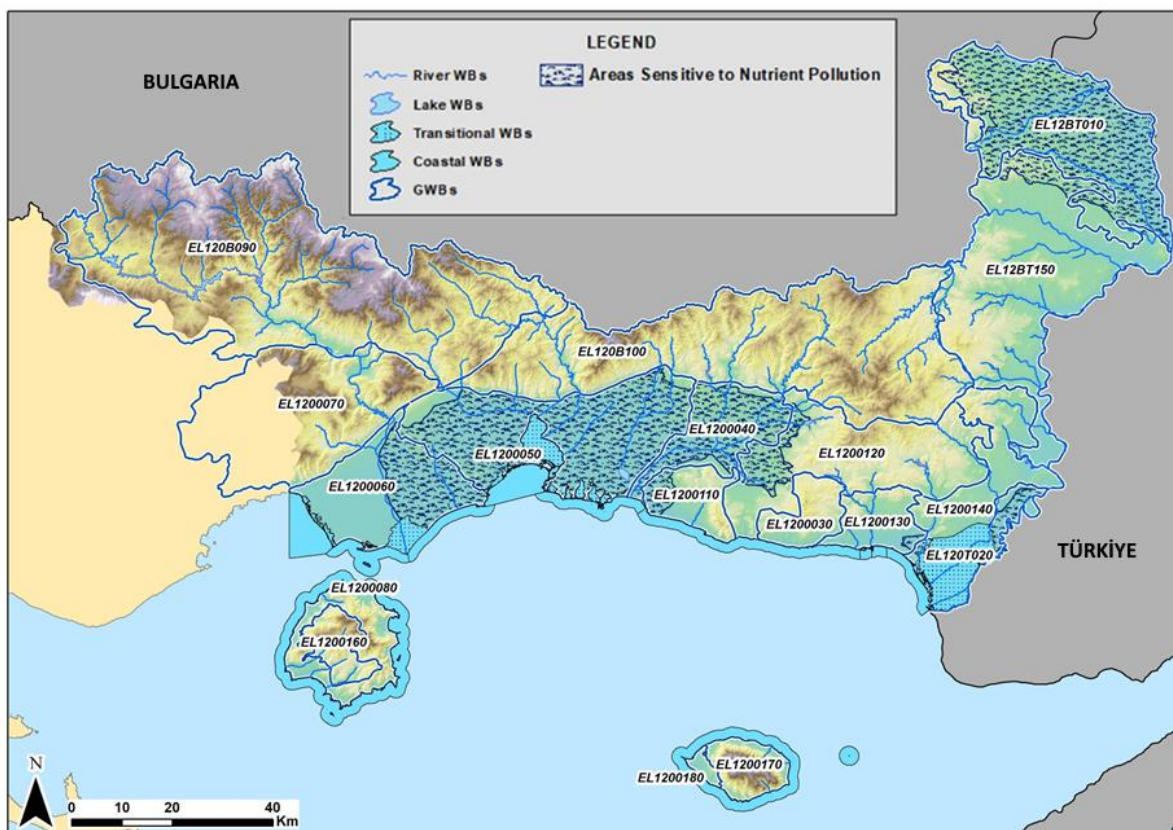 LEGEND
River WBs
Lake WBs
Transitional WBs
Coastal WBs
GWBs
Areas Sensitive to Nutrient Pollution
BULGARIA
EL12BT010
EL120B090
EL12BT150
EL120B100
EL1200070
EL1200040
EL1200050
EL1200120
EL1200060
EL1200110
EL1200140
EL1200030
EL1200130
EL120T020
TÜRKİYE
EL1200080
EL1200160
EL1200170
EL1200180
N
0 10 20 40
Km